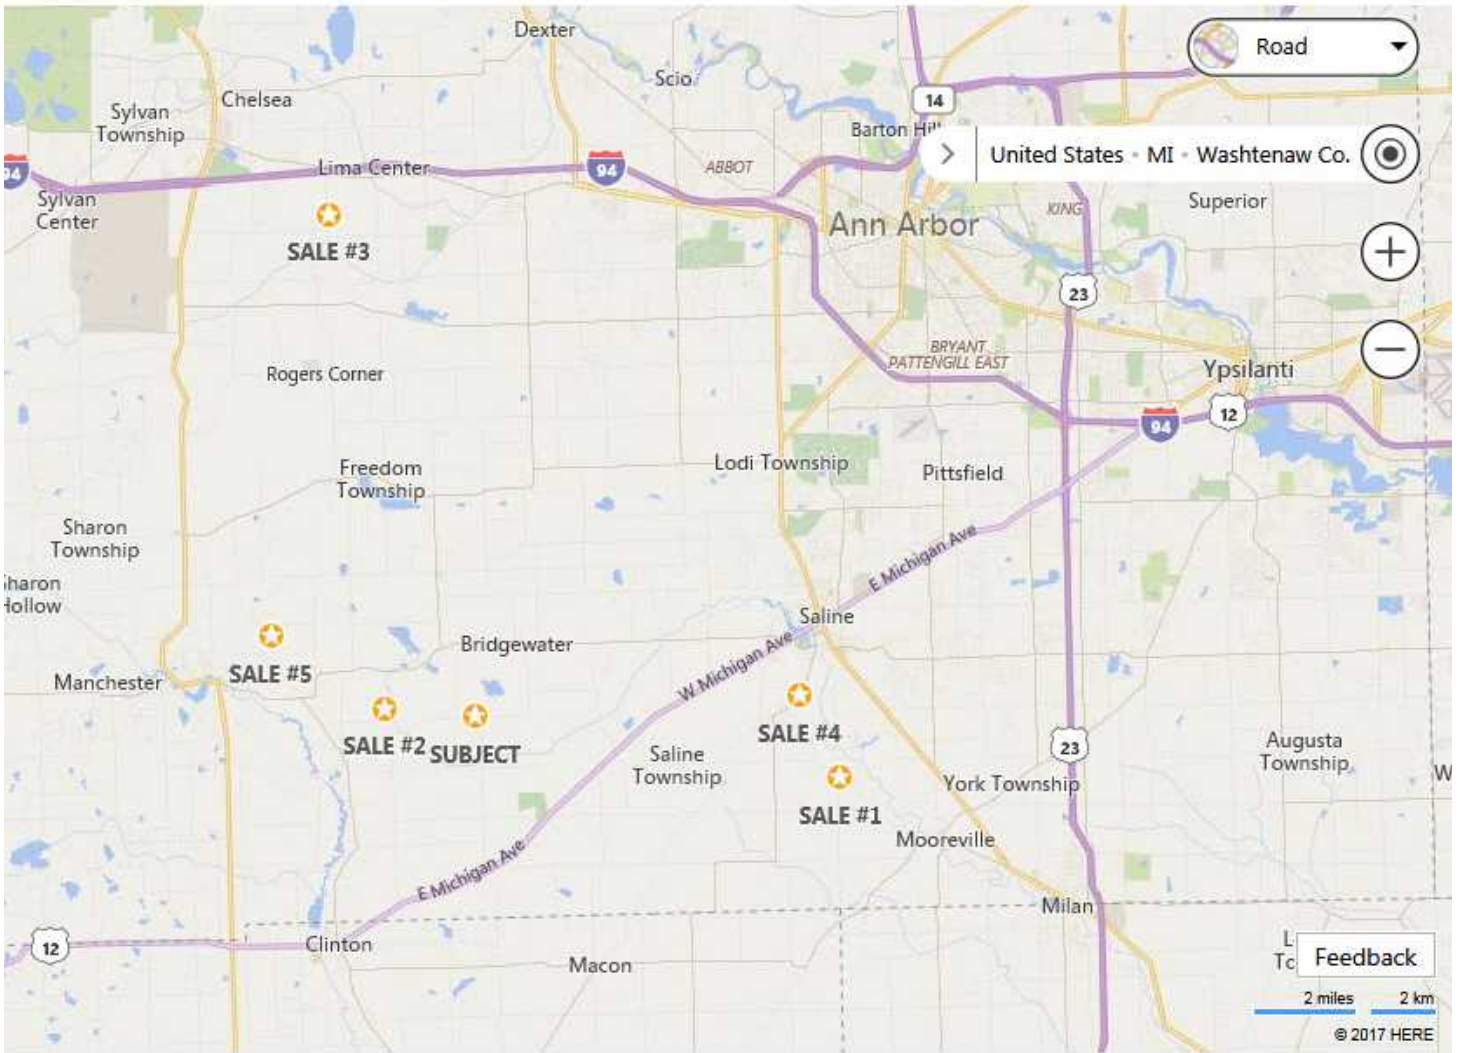 Dexter
Road
Scio
Chelsea
14
Sylvan
Township
Barton Hill
United States • MI • Washtenaw Co.
Lima Center
94
ABBOT
94
Sylvan
Center
KING
Superior
Ann Arbor
SALE #3
23
BRYANT
PATTENGILL EAST
Rogers Corner
Ypsilanti
12
94
Lodi Township
Pittsfield
Freedom
Township
Sharon
Township
E Michigan Ave
haron
Hollow
Saline
Bridgewater
W Michigan Ave
SALE #5
Manchester
SALE #4
SALE #2
SUBJECT
23
Augusta
Township
Saline
Township
W
York Township
SALE #1
Mooreville
E Michigan Ave
Milan
12
Clinton
L
Tc
Feedback
Macon
2 miles
2 km
© 2017 HERE